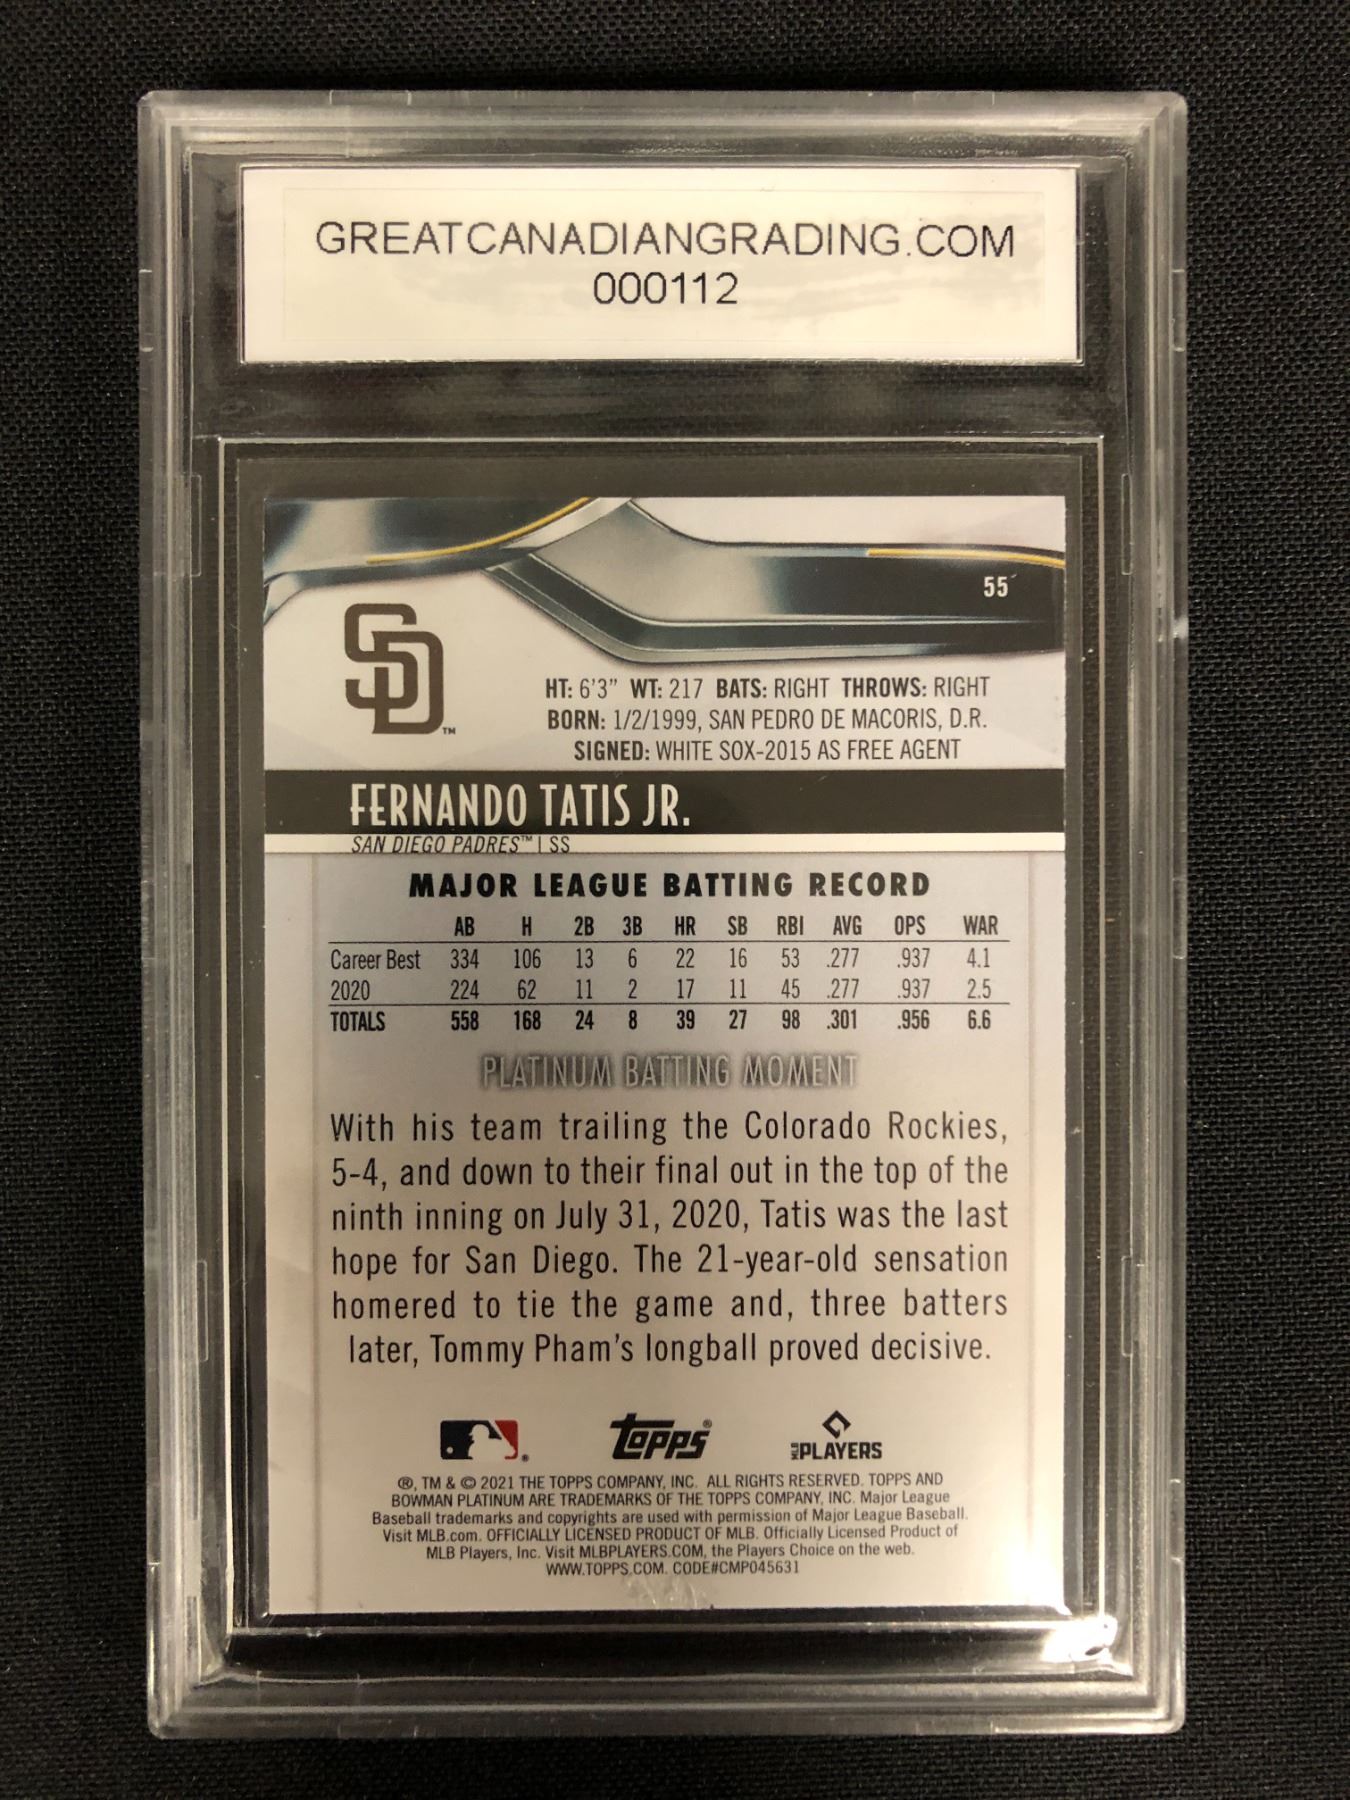 GREATCANADIANGRADING.COM
000112
55
SD™
HT: 6'3" WT: 217 BATS: RIGHT THROWS: RIGHT
BORN: 1/2/1999, SAN PEDRO DE MACORIS, D.R.
SIGNED: WHITE SOX-2015 AS FREE AGENT
FERNANDO TATIS JR.
SAN DIEGO PADRES™ | SS
MAJOR LEAGUE BATTING RECORD
AB H 2B 3B HR SB RBI AVG OPS WAR
Career Best 334 106 13 6 22 16 53 .277 .937 4.1
2020 224 62 11 2 17 11 45 .277 .937 2.5
TOTALS 558 168 24 8 39 27 98 .301 .956 6.6
PLATINUM BATTING MOMENT
With his team trailing the Colorado Rockies,
5-4, and down to their final out in the top of the
ninth inning on July 31, 2020, Tatis was the last
hope for San Diego. The 21-year-old sensation
homered to tie the game and, three batters
later, Tommy Pham's longball proved decisive.
topps® MLB PLAYERS
®, TM & © 2021 THE TOPPS COMPANY, INC. ALL RIGHTS RESERVED. TOPPS AND
BOWMAN PLATINUM ARE TRADEMARKS OF THE TOPPS COMPANY, INC. Major League
Baseball trademarks and copyrights are used with permission of Major League Baseball.
Visit MLB.com. OFFICIALLY LICENSED PRODUCT OF MLB. Officially Licensed Product of
MLB Players, Inc. Visit MLBPLAYERS.COM, the Players Choice on the web.
WWW.TOPPS.COM. CODE#CMP045631